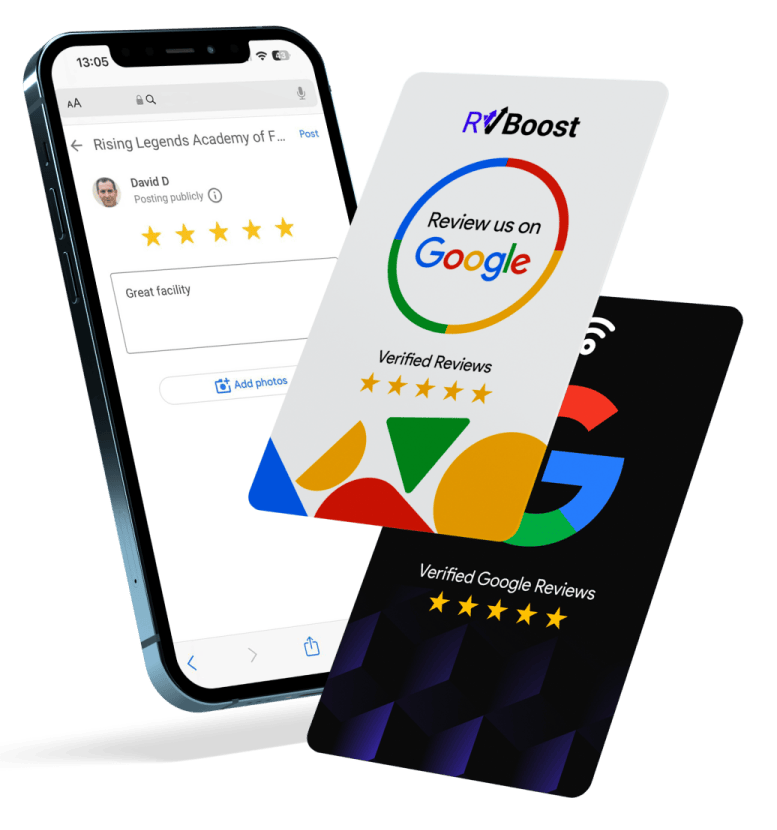 13:05
AA
Rising Legends Academy of F... Post
David D
Posting publicly
Great facility
Add photos
RVBoost
Review us on
Google
Verified Reviews
G
Verified Google Reviews